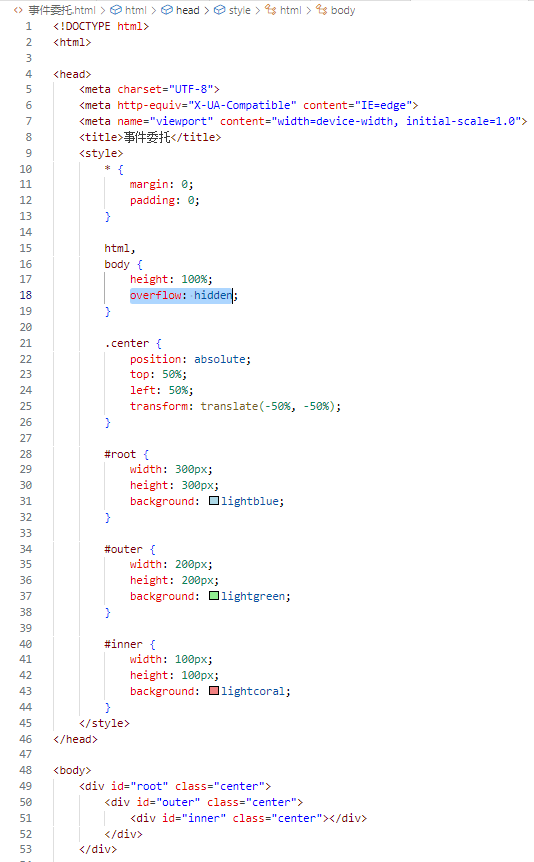 事件委托.html > html > head > style > html > body
1 <!DOCTYPE html>
2 <html>
3
4 <head>
5     <meta charset="UTF-8">
6     <meta http-equiv="X-UA-Compatible" content="IE=edge">
7     <meta name="viewport" content="width=device-width, initial-scale=1.0">
8     <title>事件委托</title>
9     <style>
10         * {
11             margin: 0;
12             padding: 0;
13         }
14
15         html,
16         body {
17             height: 100%;
18             overflow: hidden;
19         }
20
21         .center {
22             position: absolute;
23             top: 50%;
24             left: 50%;
25             transform: translate(-50%, -50%);
26         }
27
28         #root {
29             width: 300px;
30             height: 300px;
31             background: lightblue;
32         }
33
34         #outer {
35             width: 200px;
36             height: 200px;
37             background: lightgreen;
38         }
39
40         #inner {
41             width: 100px;
42             height: 100px;
43             background: lightcoral;
44         }
45     </style>
46 </head>
47
48 <body>
49     <div id="root" class="center">
50         <div id="outer" class="center">
51             <div id="inner" class="center"></div>
52         </div>
53     </div>